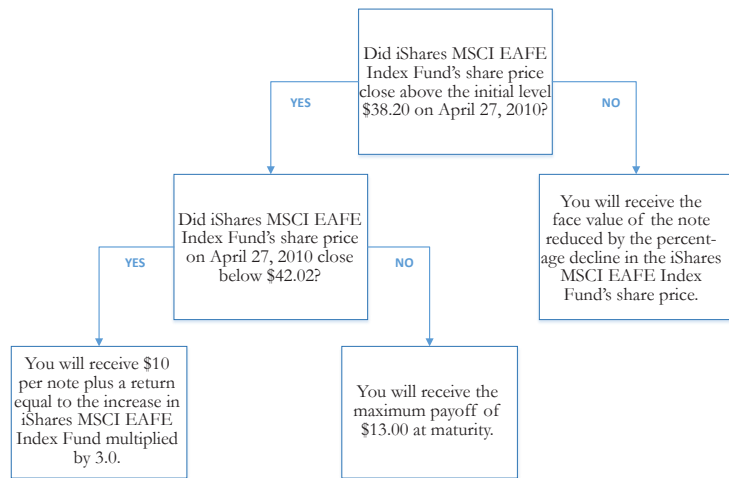 Did iShares MSCI EAFE
Index Fund's share price
close above the initial level
$38.20 on April 27, 2010?
YES
NO
Did iShares MSCI EAFE
Index Fund's share price
on April 27, 2010 close
below $42.02?
You will receive the
face value of the note
reduced by the percent-
age decline in the iShares
MSCI EAFE Index
Fund's share price.
YES
NO
You will receive $10
per note plus a return
equal to the increase in
iShares MSCI EAFE
Index Fund multiplied
by 3.0.
You will receive the
maximum payoff of
$13.00 at maturity.